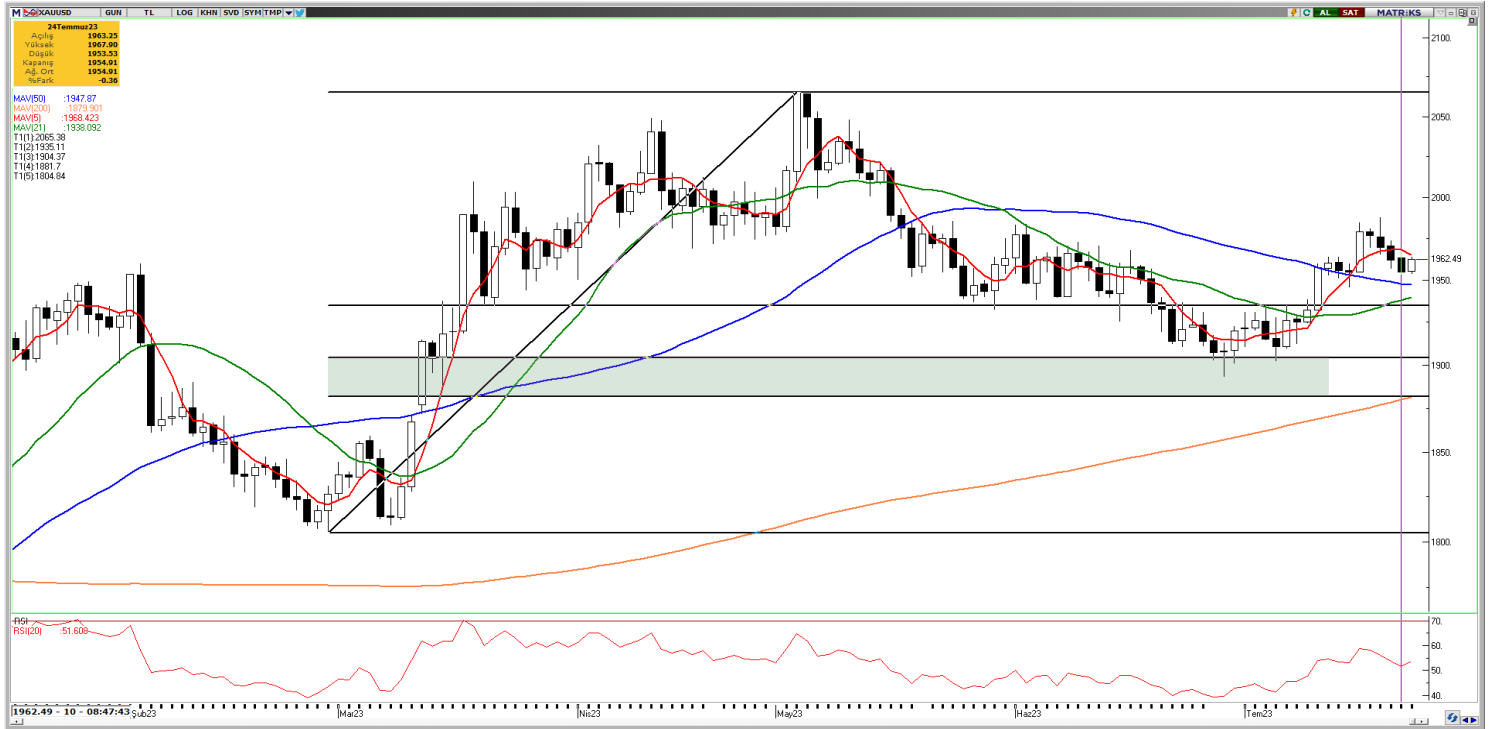 M XAUUSD GUN TL LOG KHN SVD SYM TMP AL SAT MATRİKS
24Temmuz23
Açılış 1963.25
Yüksek 1967.90
Düşük 1953.53
Kapanış 1954.91
Ağ. Ort 1954.91
%Fark -0.36
MAV(50) :1947.87
MAV(200) :1879.901
MAV(5) :1968.423
MAV(21) :1938.092
T1(1):2065.38
T1(2):1935.11
T1(3):1904.37
T1(4):1881.7
T1(5):1804.84
2100.
2050.
2000.
1962.49
1950.
1900.
1850.
1800.
RSI
RSI(20) :51.608
70.
60.
50.
40.
1962.49 - 10 - 08:47:43
Şub23 Mar23 Nis23 May23 Haz23 Tem23